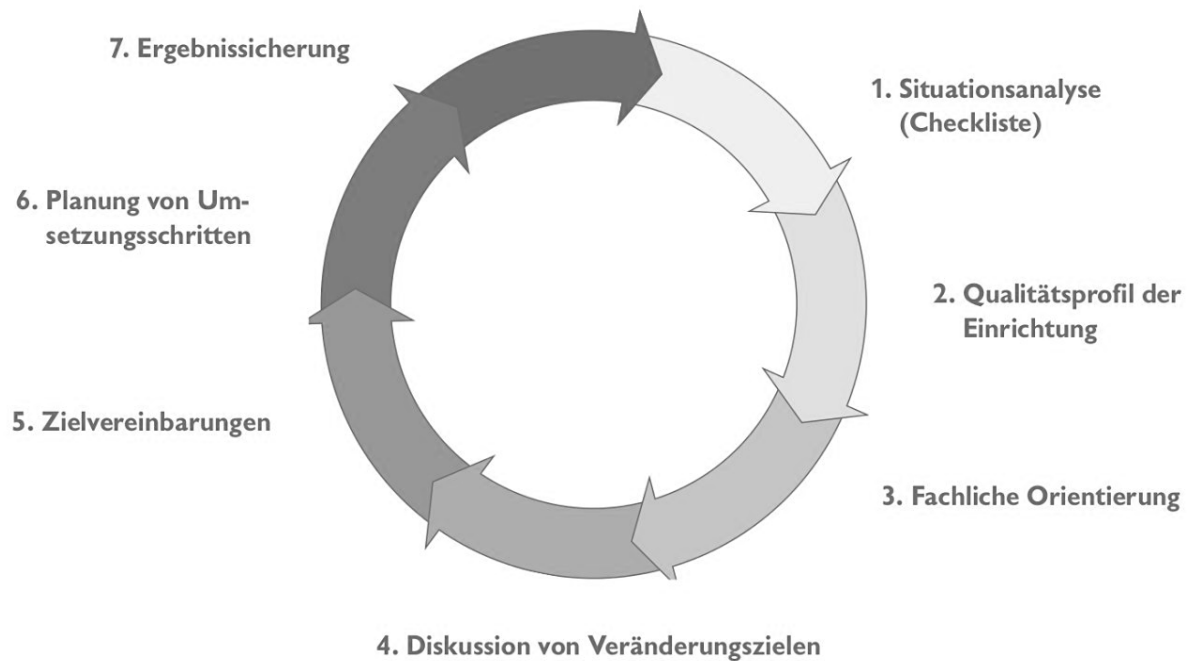 1. Situationsanalyse
(Checkliste)
2. Qualitätsprofil der
Einrichtung
3. Fachliche Orientierung
4. Diskussion von Veränderungszielen
5. Zielvereinbarungen
6. Planung von Um-
setzungsschritten
7. Ergebnissicherung